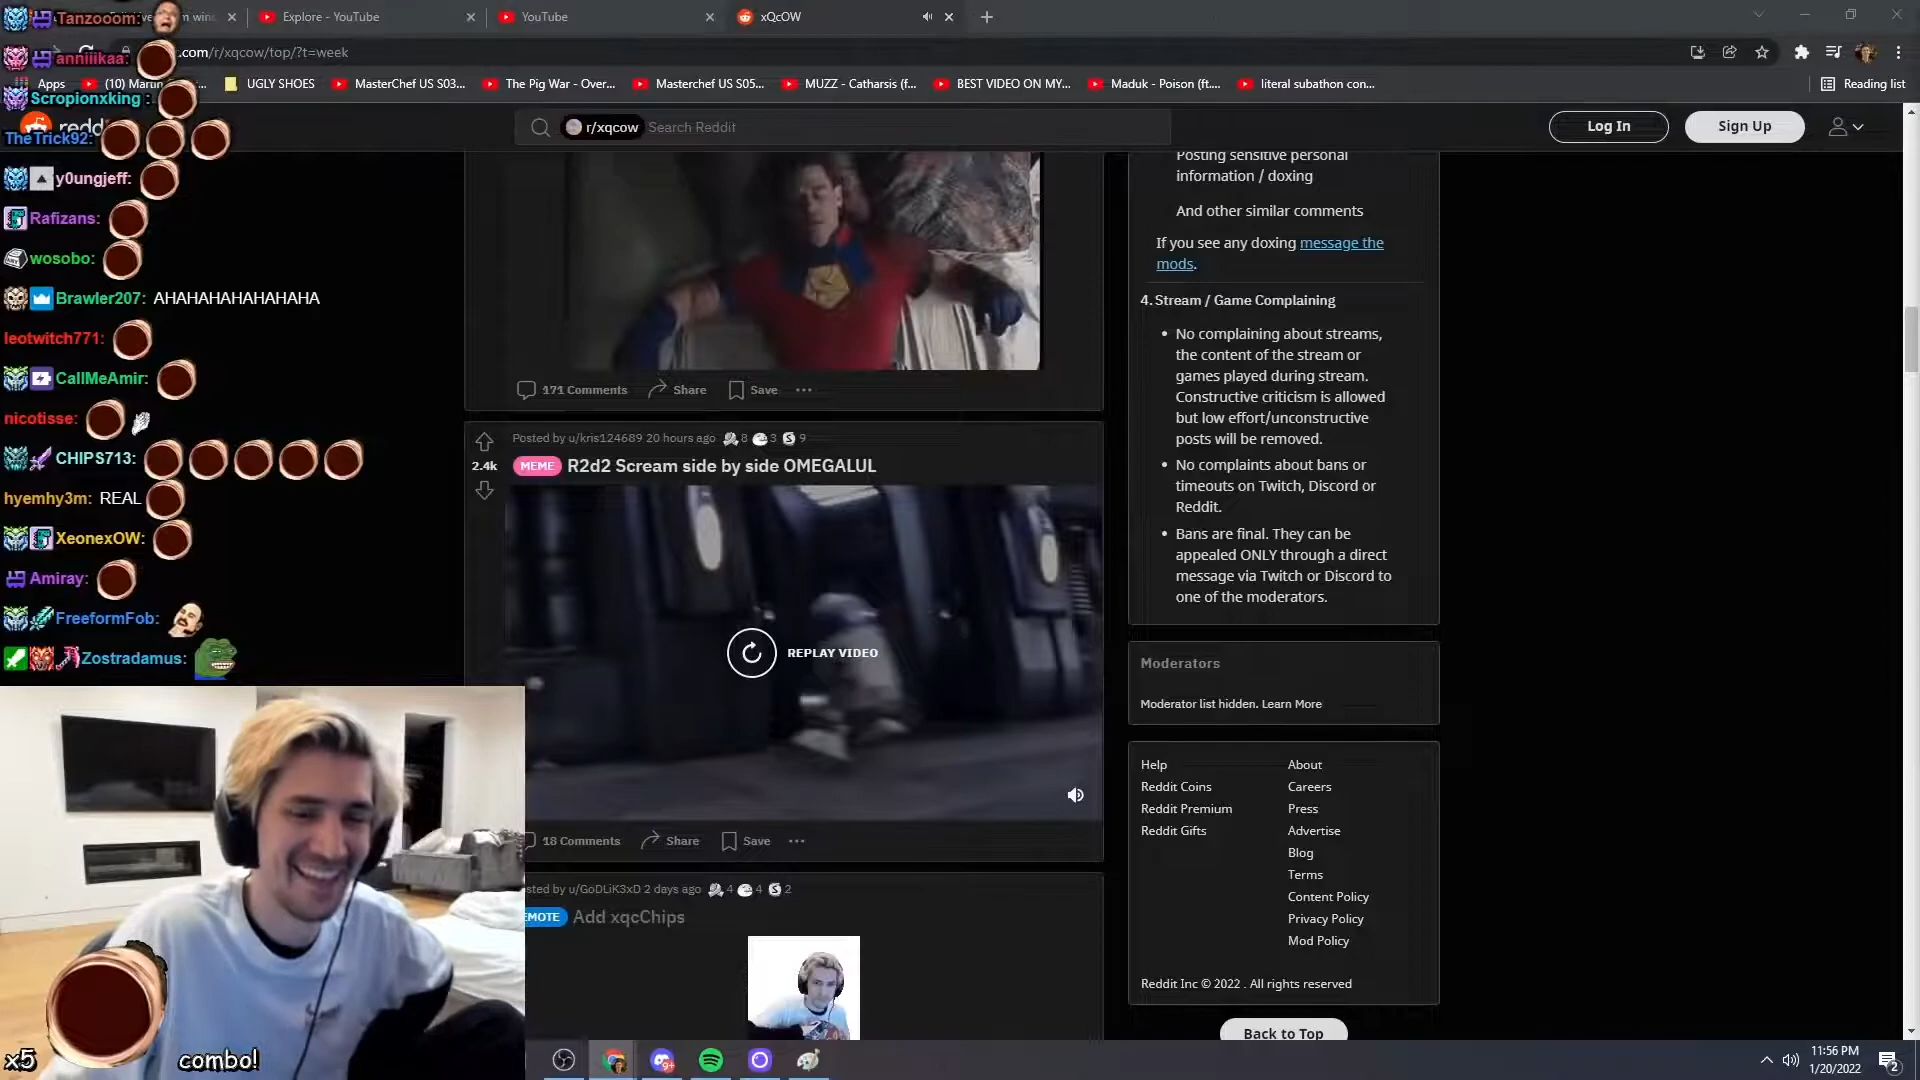 Tanzooom:
Explore - YouTube
YouTube
xQcOW
.com/r/xqcow/top/?t=week
anniiikaa:
Apps
UGLY SHOES
MasterChef US S03...
The Pig War - Over...
Masterchef US S05...
MUZZ - Catharsis (f...
BEST VIDEO ON MY...
Maduk - Poison (ft....
literal subathon con...
Reading list
Scropionxking :
TheTrick92:
r/xqcow
Search Reddit
Log In
Sign Up
y0ungjeff:
Rafizans:
wosobo:
Brawler207: AHAHAHAHAHAHAHA
leotwitch771:
CallMeAmir:
nicotisse:
CHIPS713:
hyemhy3m: REAL
XeonexOW:
Amiray:
FreeformFob:
Zostradamus:
x5
combo!
171 Comments
Share
Save
Posted by u/kris124689 20 hours ago
8
3
9
2.4k
MEME
R2d2 Scream side by side OMEGALUL
REPLAY VIDEO
18 Comments
Share
Save
sted by u/GoDLiK3xD 2 days ago
4
4
2
EMOTE
Add xqcChips
Posting sensitive personal
information / doxing
And other similar comments
If you see any doxing message the
mods.
4. Stream / Game Complaining
No complaining about streams,
the content of the stream or
games played during stream.
Constructive criticism is allowed
but low effort/unconstructive
posts will be removed.
No complaints about bans or
timeouts on Twitch, Discord or
Reddit.
Bans are final. They can be
appealed ONLY through a direct
message via Twitch or Discord to
one of the moderators.
Moderators
Moderator list hidden. Learn More
Help
About
Reddit Coins
Careers
Reddit Premium
Press
Reddit Gifts
Advertise
Blog
Terms
Content Policy
Privacy Policy
Mod Policy
Reddit Inc © 2022 . All rights reserved
Back to Top
11:56 PM
1/20/2022
2